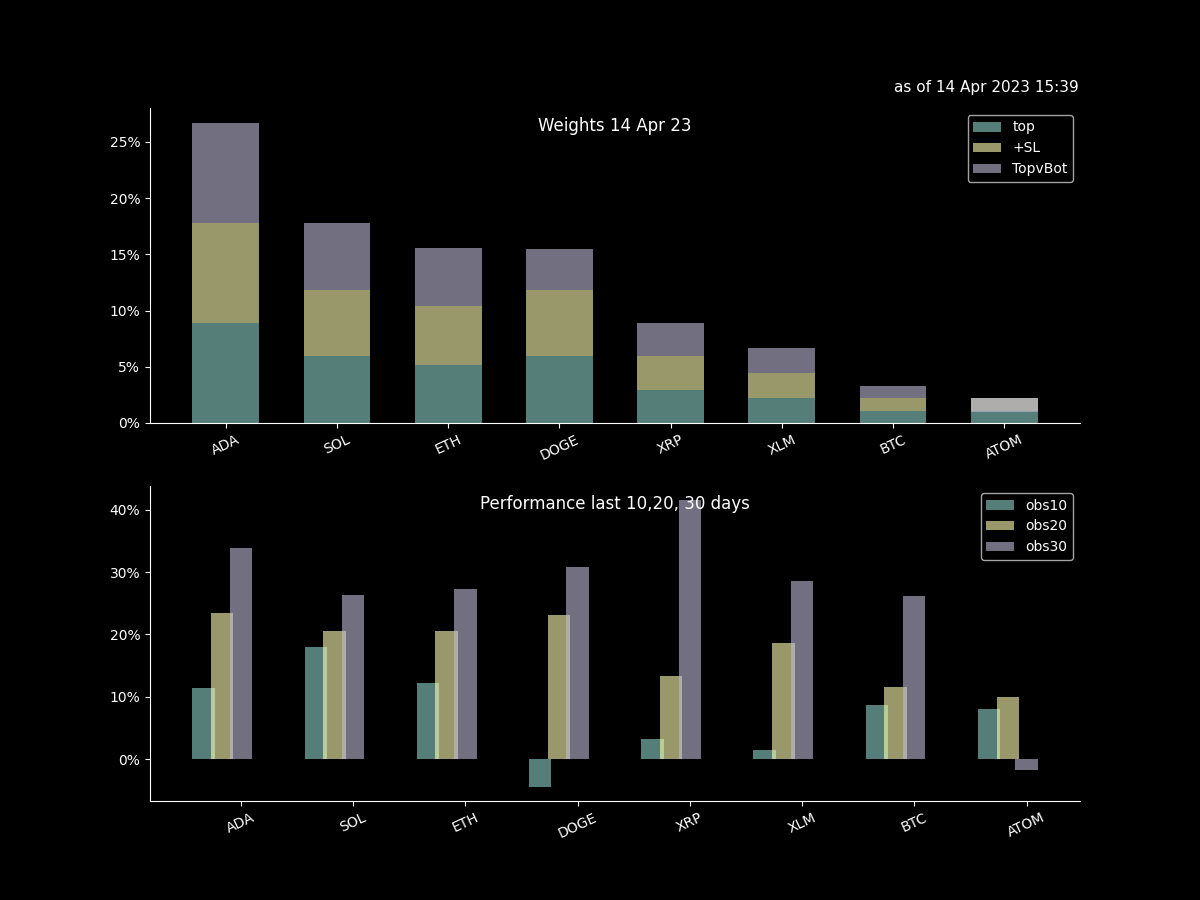 as of 14 Apr 2023 15:39
Weights 14 Apr 23
top
+SL
TopvBot
25%
20%
15%
10%
5%
0%
ADA SOL ETH DOGE XRP XLM BTC ATOM
Performance last 10,20, 30 days
obs10
obs20
obs30
40%
30%
20%
10%
0%
ADA SOL ETH DOGE XRP XLM BTC ATOM